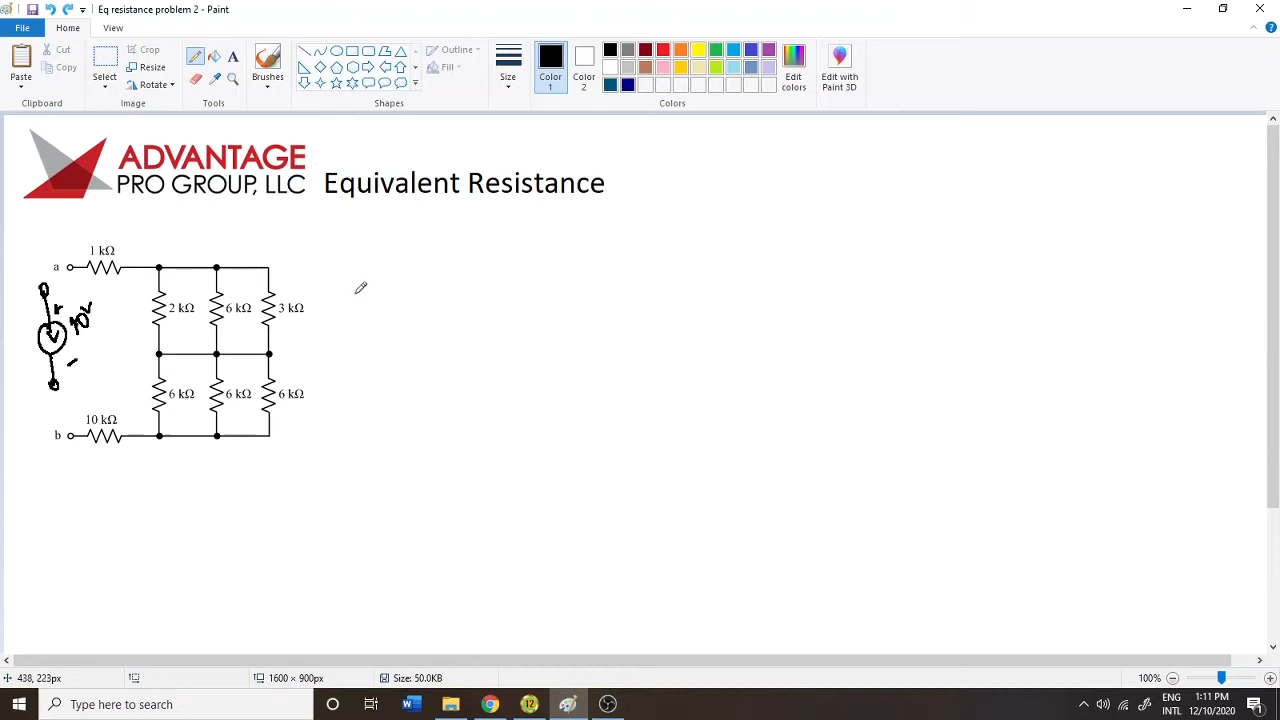 Eq resistance problem 2 - Paint
File Home View
Paste
Cut
Copy
Clipboard
Select
Crop
Resize
Rotate
Image
A
Tools
Brushes
Outline
Fill
Shapes
Size
Color 1
Color 2
Colors
Edit colors
Edit with Paint 3D
ADVANTAGE
PRO GROUP, LLC
Equivalent Resistance
1 kΩ
a
2 kΩ 6 kΩ 3 kΩ
6 kΩ 6 kΩ 6 kΩ
10 kΩ
b
438, 223px 1600 × 900px Size: 50.0KB 100%
Type here to search
12
ENG
INTL
1:11 PM
12/10/2020
1